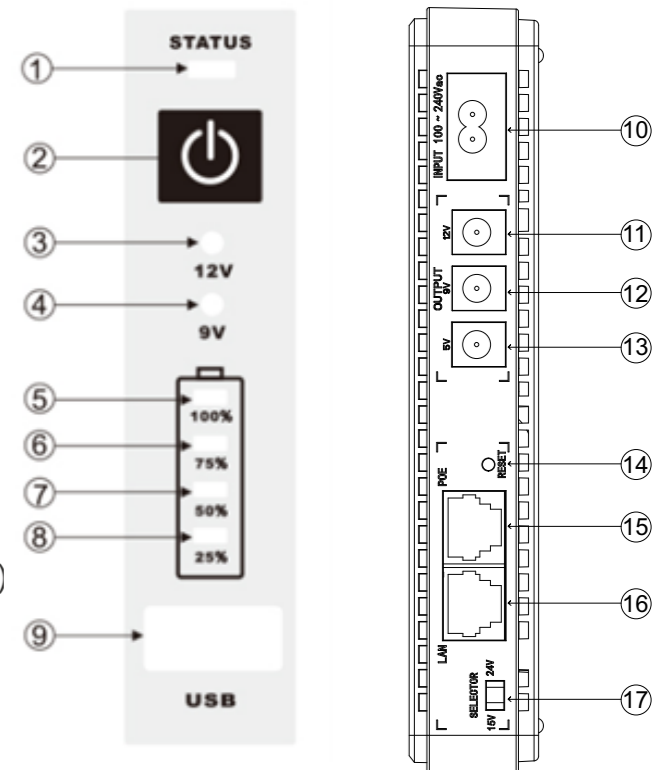 STATUS
①
②
③
12V
④
9V
⑤
100%
⑥
75%
⑦
50%
⑧
25%
⑨
USB
INPUT 100 ~ 240Vac
⑩
12V
⑪
OUTPUT
9V
⑫
5V
⑬
RESET
⑭
POE
⑮
LAN
⑯
SELECTOR
24V
15V
⑰